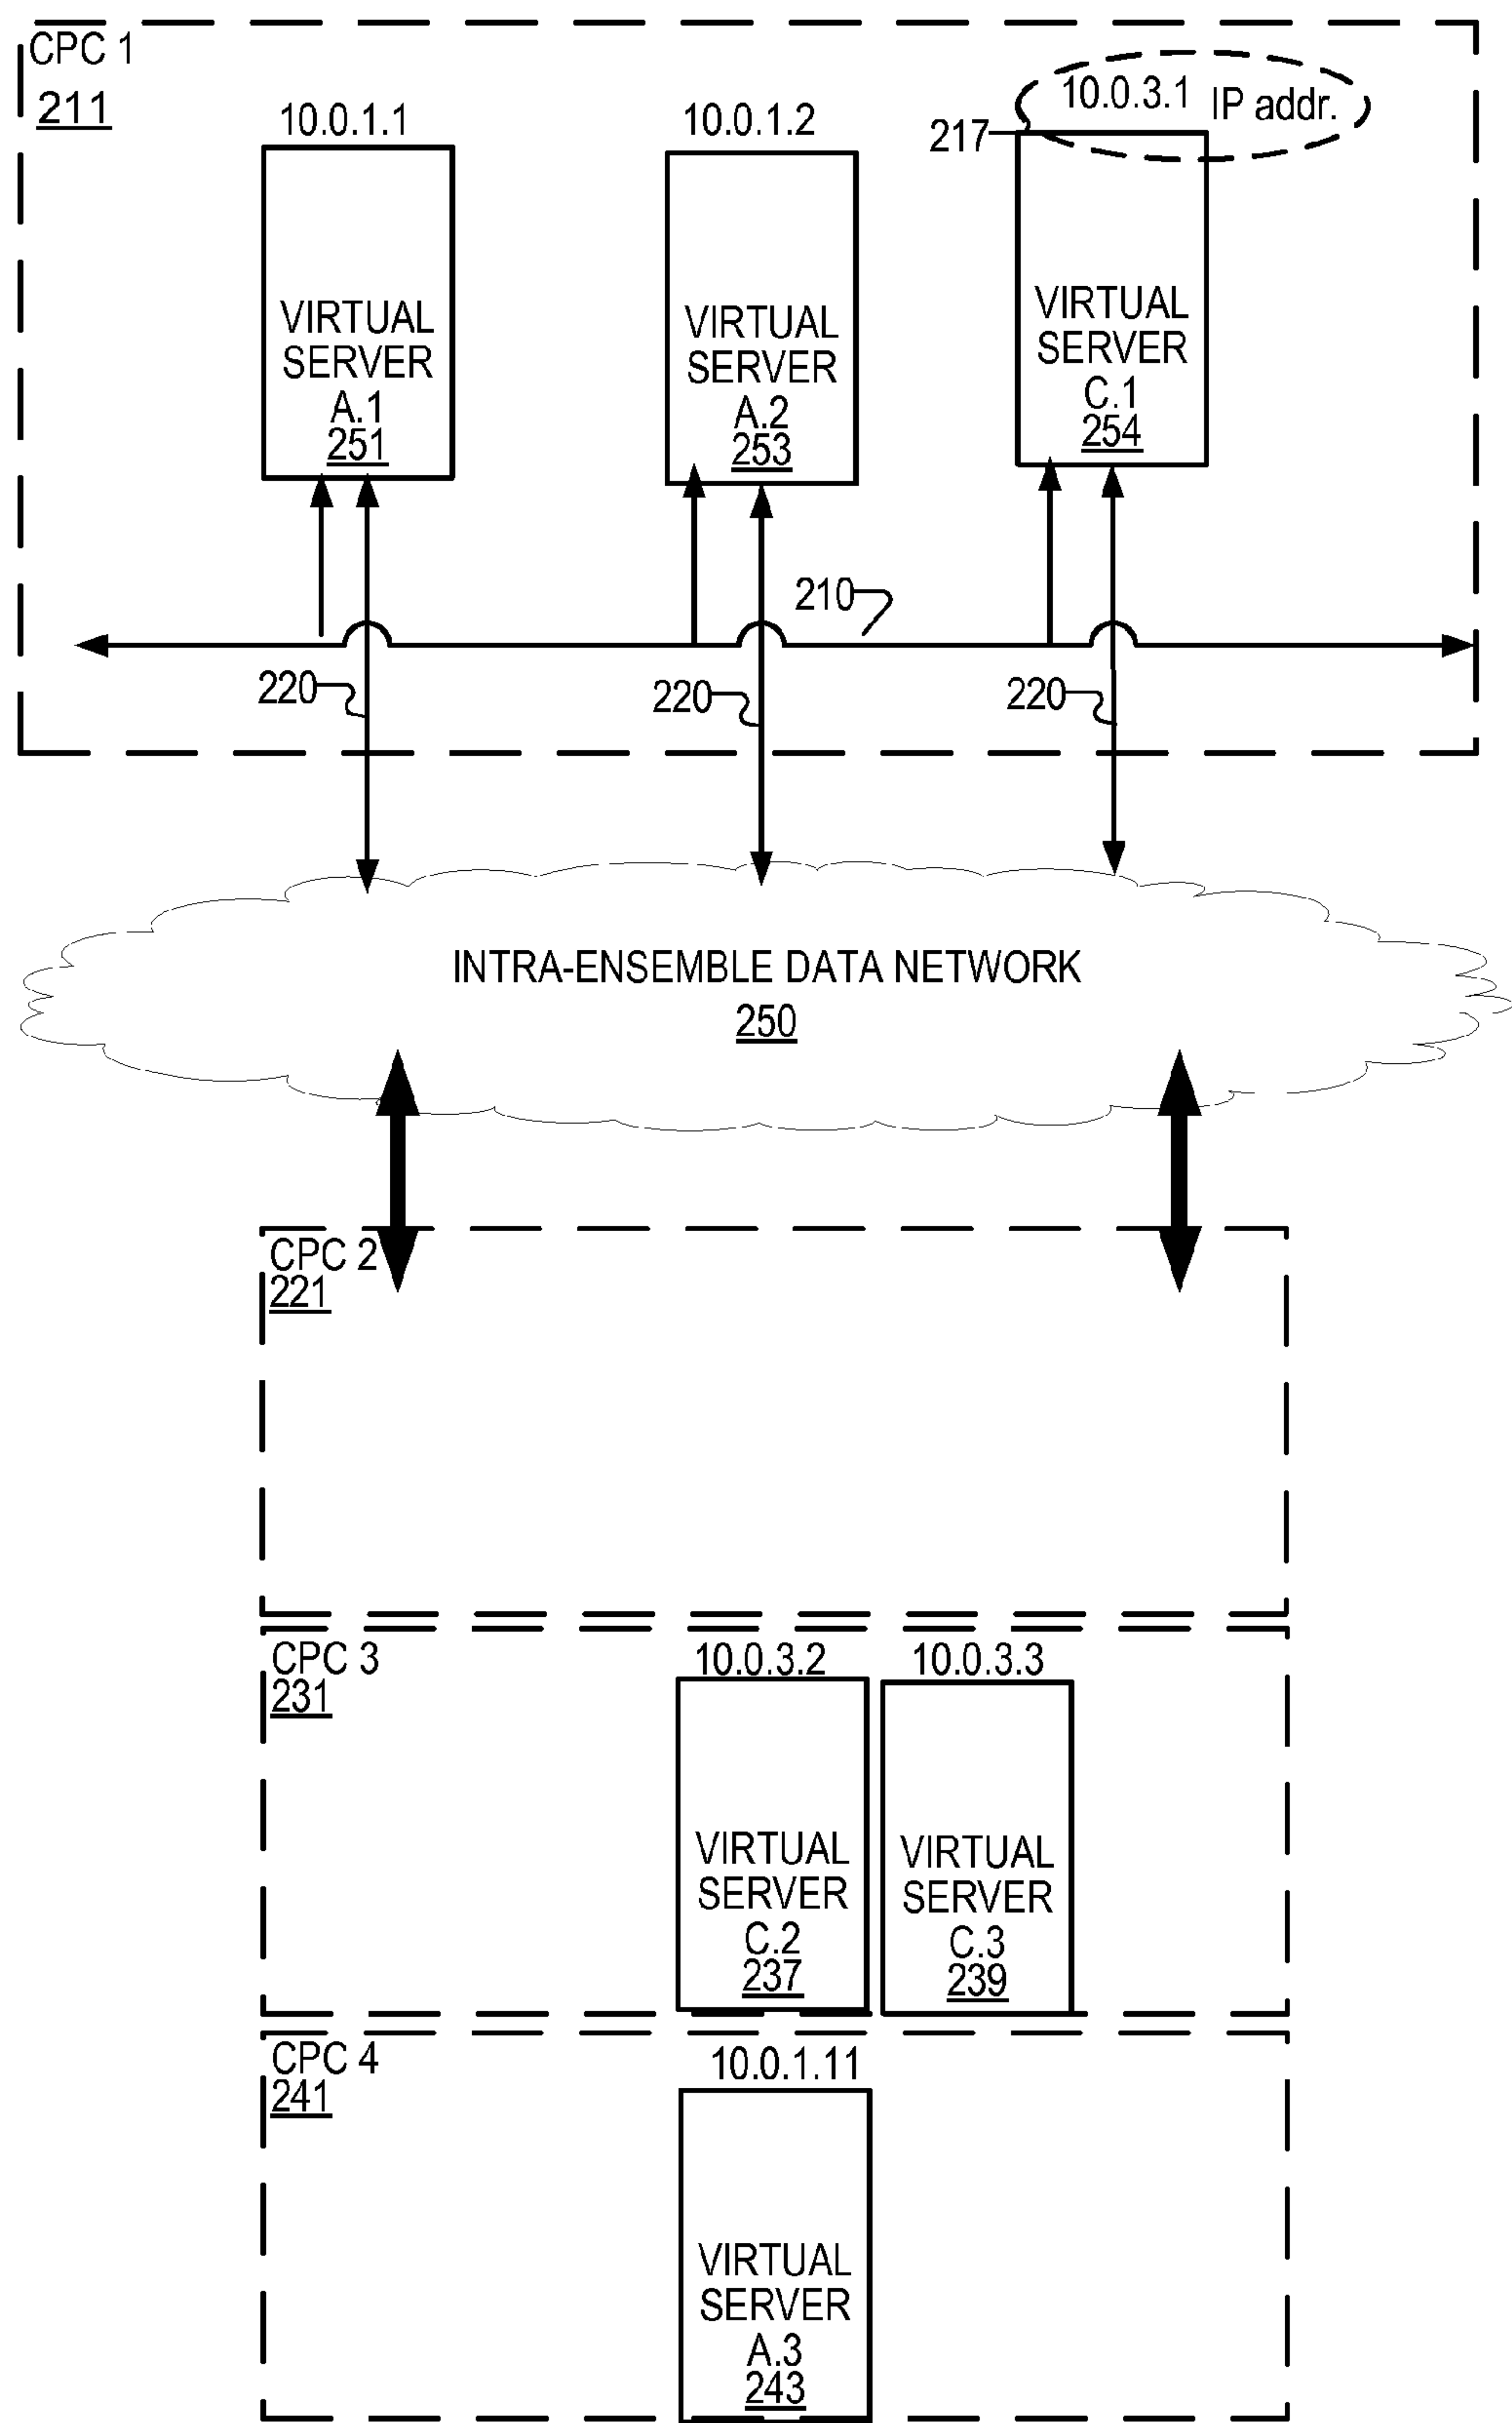 CPC 1
211
10.0.1.1
10.0.1.2
10.0.3.1 IP addr.
217
VIRTUAL
SERVER
A.1
251
VIRTUAL
SERVER
A.2
253
VIRTUAL
SERVER
C.1
254
210
220
220
220
INTRA-ENSEMBLE DATA NETWORK
250
CPC 2
221
CPC 3
231
10.0.3.2
10.0.3.3
VIRTUAL
SERVER
C.2
237
VIRTUAL
SERVER
C.3
239
CPC 4
241
10.0.1.11
VIRTUAL
SERVER
A.3
243